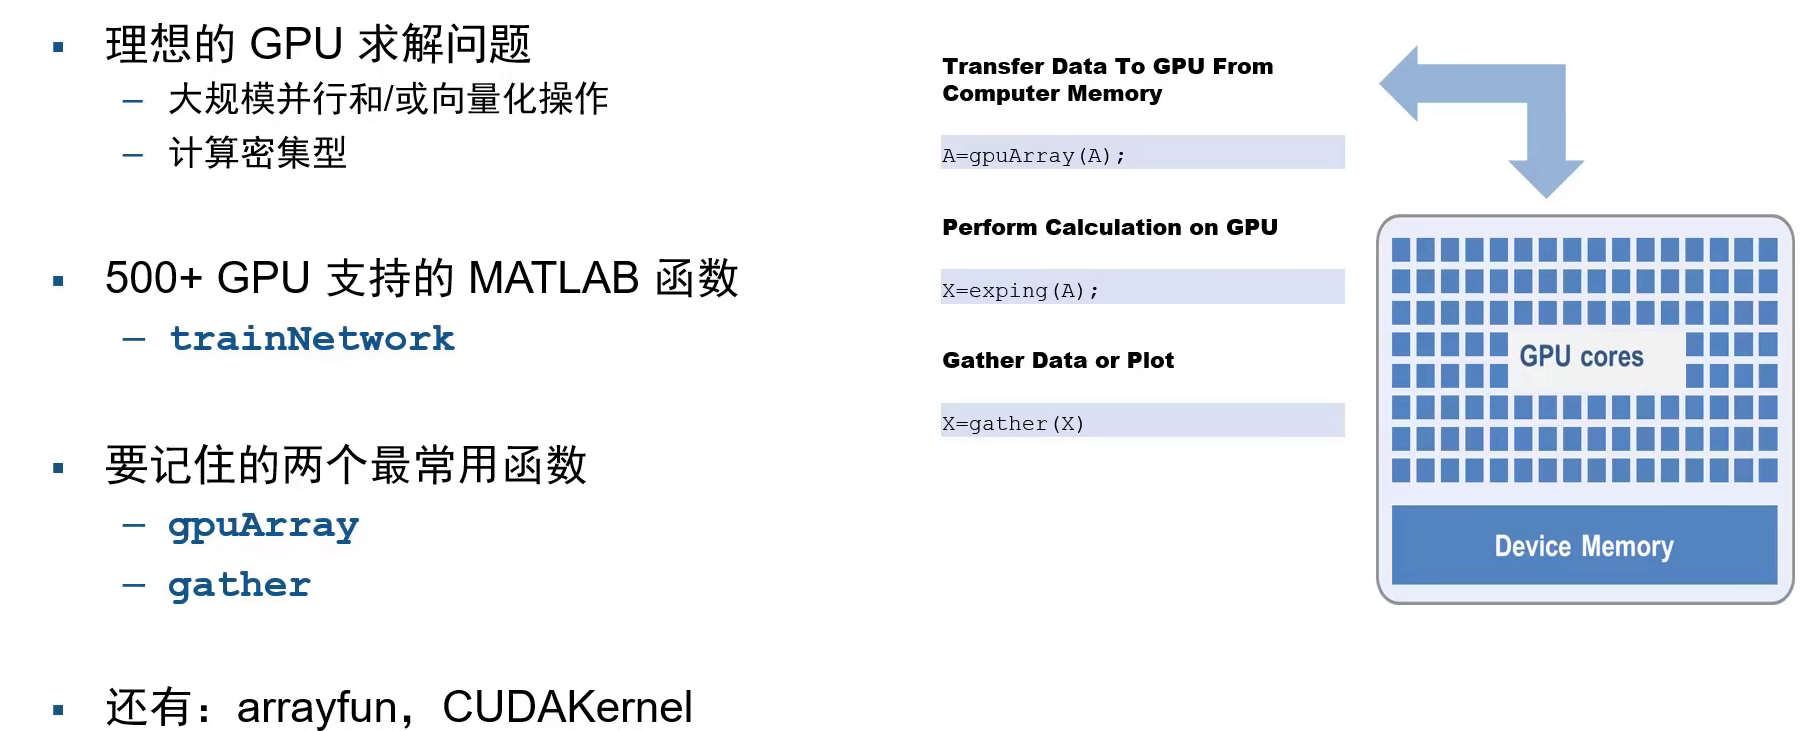 理想的 GPU 求解问题
– 大规模并行和/或向量化操作
– 计算密集型
500+ GPU 支持的 MATLAB 函数
– trainNetwork
要记住的两个最常用函数
– gpuArray
– gather
还有：arrayfun，CUDAKernel
Transfer Data To GPU From
Computer Memory
A=gpuArray(A);
Perform Calculation on GPU
X=exping(A);
Gather Data or Plot
X=gather(X)
GPU cores
Device Memory